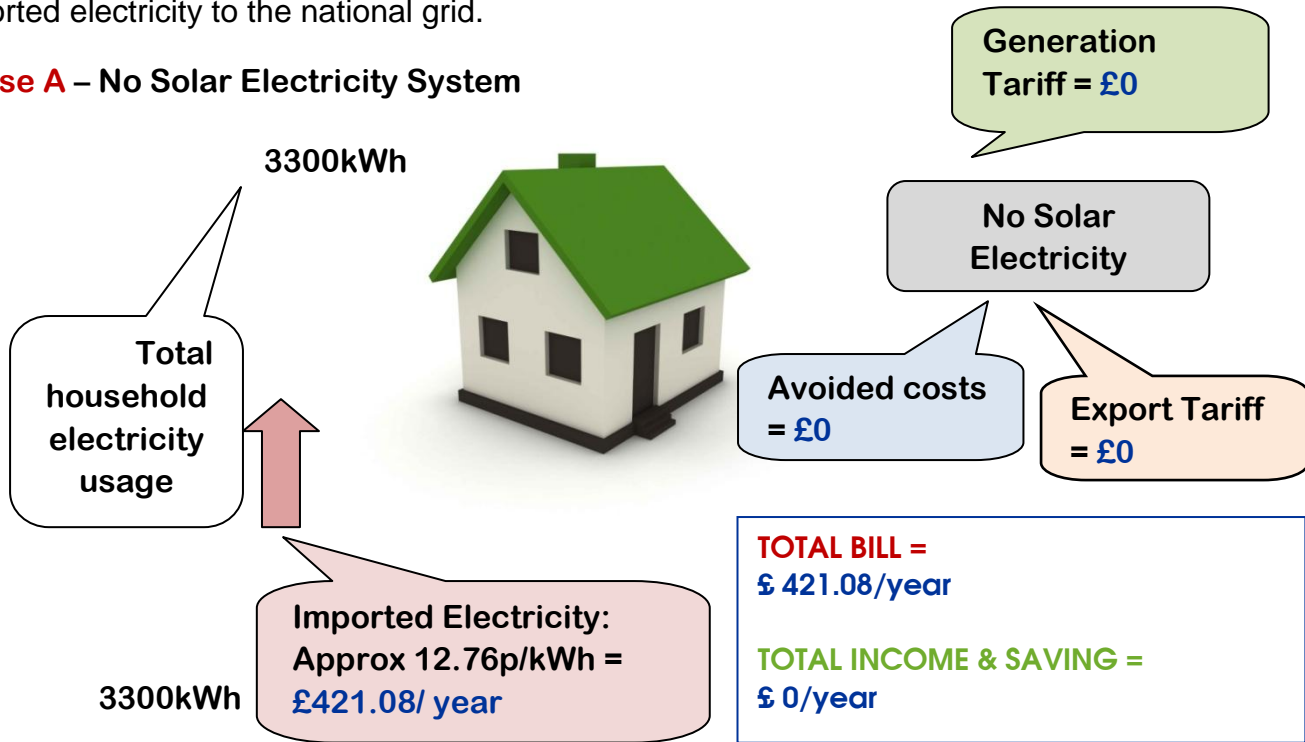 orted electricity to the national grid.
se A – No Solar Electricity System
3300kWh
Generation
Tariff = £0
No Solar
Electricity
Total
household
electricity
usage
Avoided costs
= £0
Export Tariff
= £0
Imported Electricity:
Approx 12.76p/kWh =
£421.08/ year
3300kWh
TOTAL BILL =
£ 421.08/year
TOTAL INCOME & SAVING =
£ 0/year